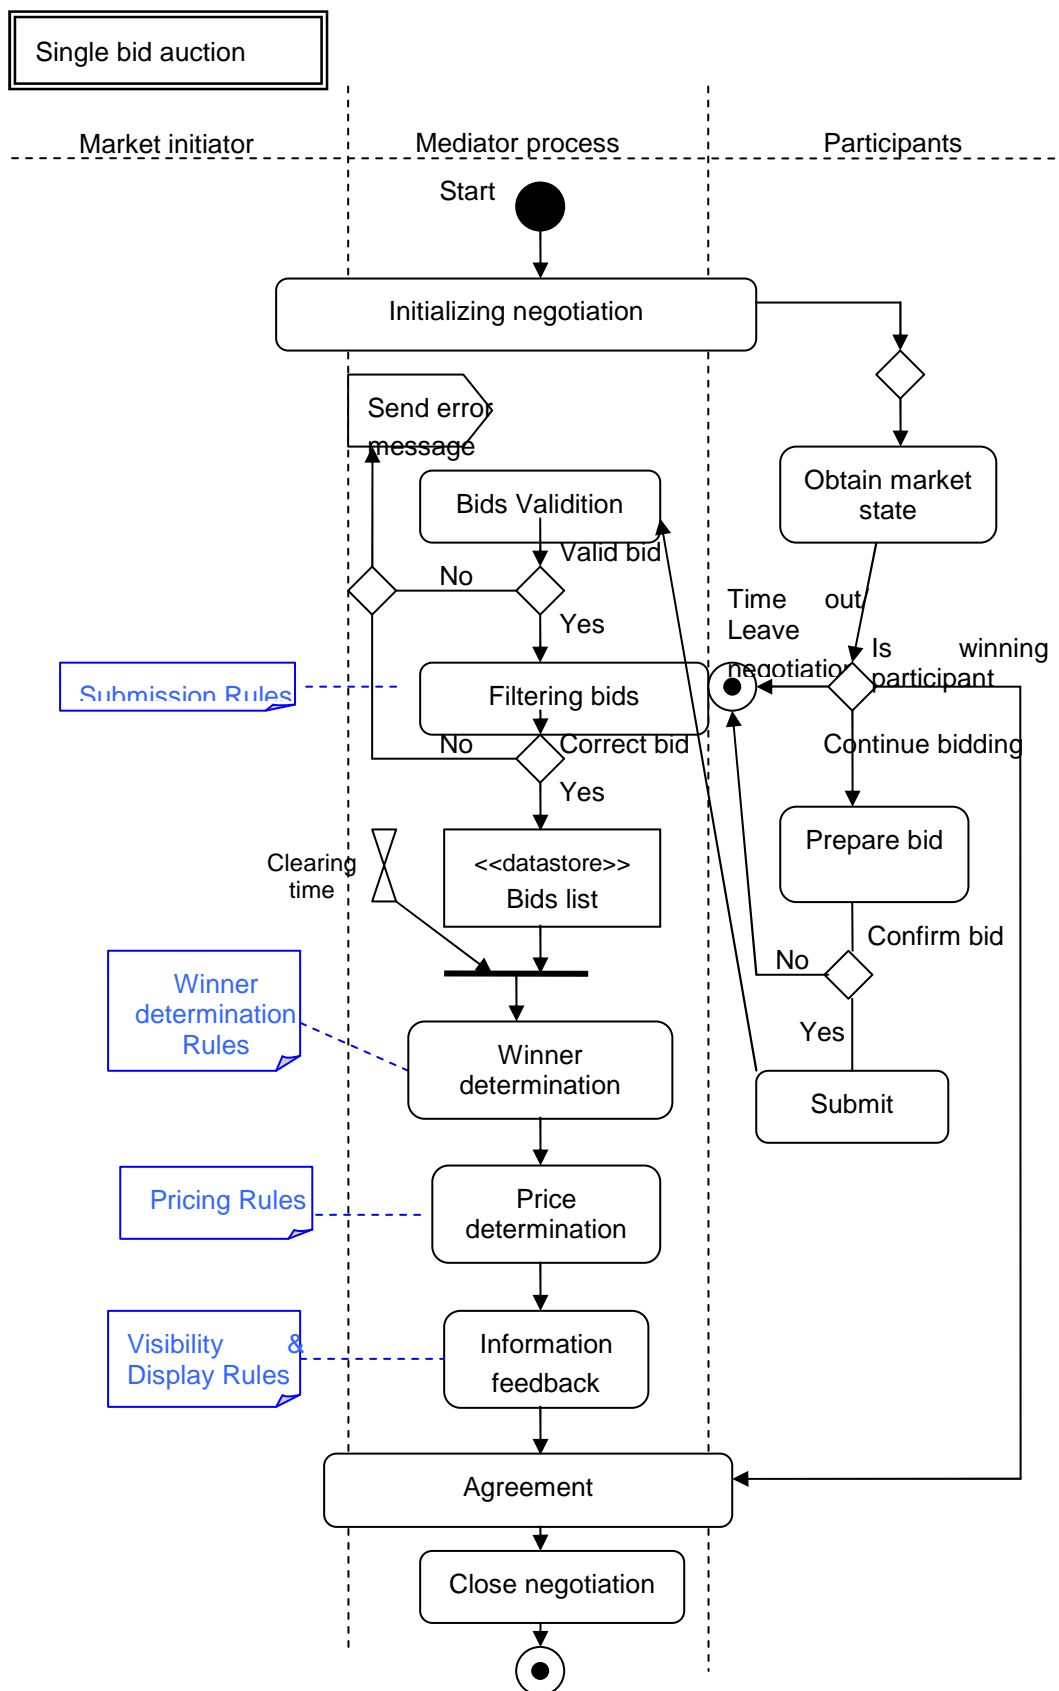 Single bid auction
Market initiator
Mediator process
Participants
Start
Initializing negotiation
Send error
message
Obtain market
state
Bids Validition
Valid bid
No
Yes
Time out/
Leave
negotiation
Is winning
participant
Submission Rules
Filtering bids
No
Correct bid
Yes
Continue bidding
Prepare bid
Clearing
time
<<datastore>>
Bids list
Confirm bid
No
Yes
Winner
determination
Rules
Winner
determination
Submit
Pricing Rules
Price
determination
Visibility &
Display Rules
Information
feedback
Agreement
Close negotiation